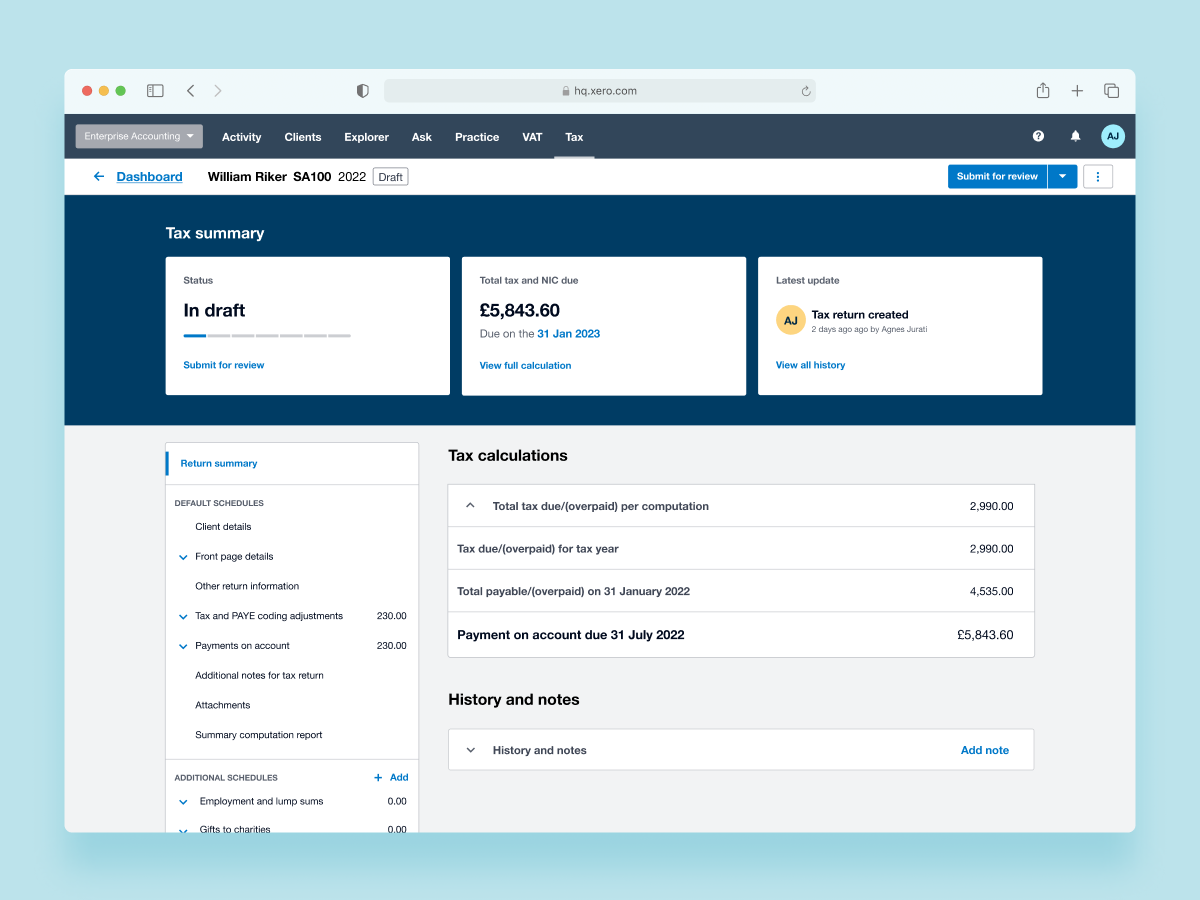 hq.xero.com
Enterprise Accounting Activity Clients Explorer Ask Practice VAT Tax ? AJ
Dashboard William Riker SA100 2022 Draft Submit for review
Tax summary
Status
In draft
Submit for review
Total tax and NIC due
£5,843.60
Due on the 31 Jan 2023
View full calculation
Latest update
AJ
Tax return created
2 days ago ago by Agnes Jurati
View all history
Return summary
DEFAULT SCHEDULES
Client details
Front page details
Other return information
Tax and PAYE coding adjustments 230.00
Payments on account 230.00
Additional notes for tax return
Attachments
Summary computation report
ADDITIONAL SCHEDULES + Add
Employment and lump sums 0.00
Gifts to charities 0.00
Tax calculations
Total tax due/(overpaid) per computation 2,990.00
Tax due/(overpaid) for tax year 2,990.00
Total payable/(overpaid) on 31 January 2022 4,535.00
Payment on account due 31 July 2022 £5,843.60
History and notes
History and notes Add note